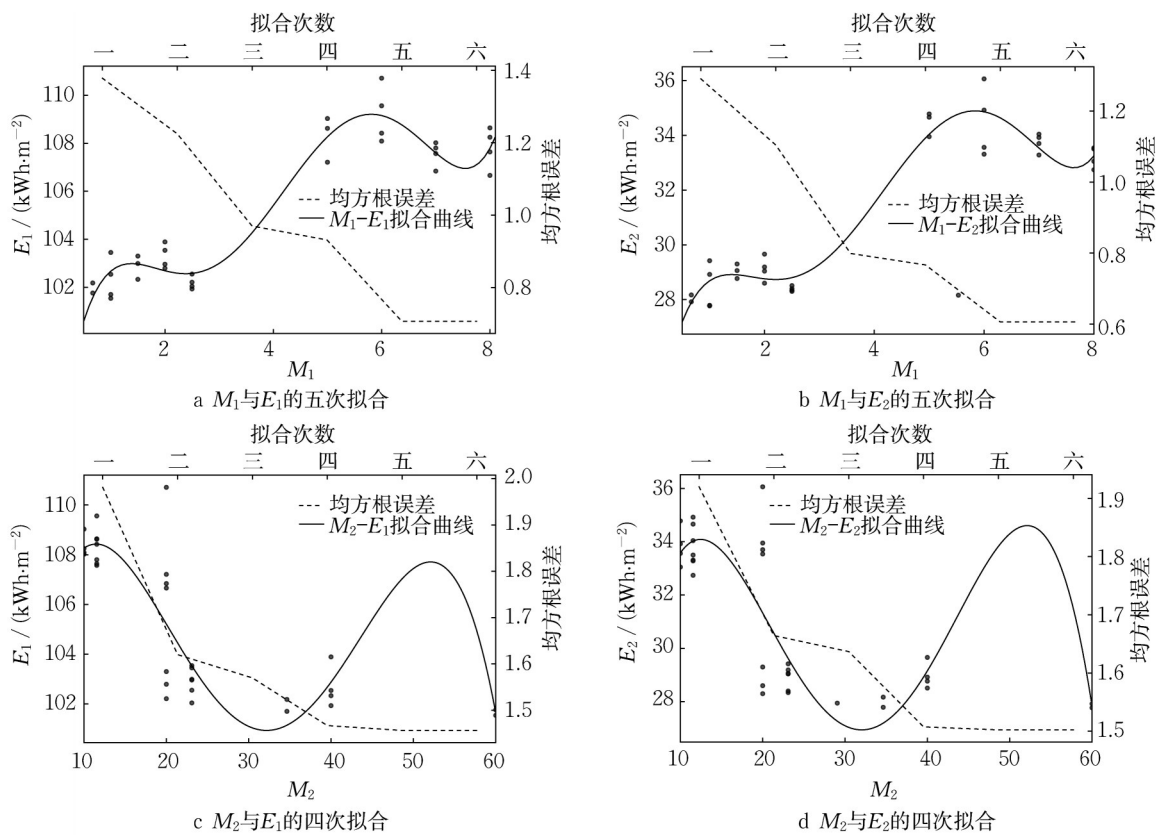 拟合次数
一 二 三 四 五 六
110
108
106
104
102
E₁ / (kWh·m⁻²)
1.4
1.2
1.0
0.8
均方根误差
均方根误差
M₁-E₁拟合曲线
2 4 6 8
M₁
a M₁与E₁的五次拟合
拟合次数
一 二 三 四 五 六
36
34
32
30
28
E₂ / (kWh·m⁻²)
1.2
1.0
0.8
0.6
均方根误差
均方根误差
M₁-E₂拟合曲线
2 4 6 8
M₁
b M₁与E₂的五次拟合
拟合次数
一 二 三 四 五 六
110
108
106
104
102
E₁ / (kWh·m⁻²)
2.0
1.9
1.8
1.7
1.6
1.5
均方根误差
均方根误差
M₂-E₁拟合曲线
10 20 30 40 50 60
M₂
c M₂与E₁的四次拟合
拟合次数
一 二 三 四 五 六
36
34
32
30
28
E₂ / (kWh·m⁻²)
1.9
1.8
1.7
1.6
1.5
均方根误差
均方根误差
M₂-E₂拟合曲线
10 20 30 40 50 60
M₂
d M₂与E₂的四次拟合